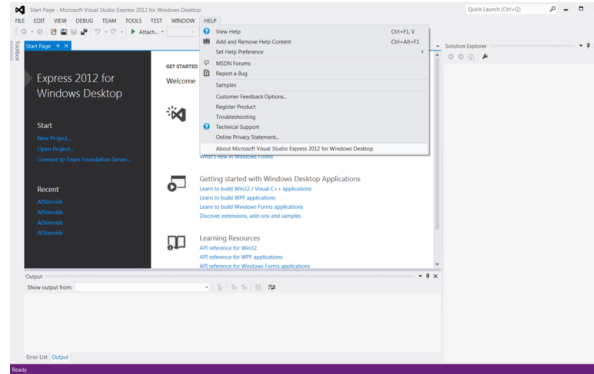 Start Page - Microsoft Visual Studio Express 2012 for Windows Desktop
Quick Launch (Ctrl+Q)
FILE EDIT VIEW DEBUG TEAM TOOLS TEST WINDOW HELP
Attach...
View Help Ctrl+F1, V
Add and Remove Help Content Ctrl+Alt+F1
Set Help Preference
MSDN Forums
Report a Bug
Samples
Customer Feedback Options...
Register Product
Troubleshooting
Technical Support
Online Privacy Statement...
About Microsoft Visual Studio Express 2012 for Windows Desktop
Toolbox
Start Page
Solution Explorer
Express 2012 for
Windows Desktop
GET STARTED
Welcome
Start
New Project...
Open Project...
Connect to Team Foundation Server...
Recent
AISteroids
AISteroids
AISteroids
AISteroids
What's new in Windows Forms
Getting started with Windows Desktop Applications
Learn to build Win32 / Visual C++ applications
Learn to build WPF applications
Learn to build Windows Forms applications
Discover extensions, add-ons and samples
Learning Resources
API reference for Win32
API reference for WPF applications
API reference for Windows Forms applications
Output
Show output from:
Error List Output
Ready